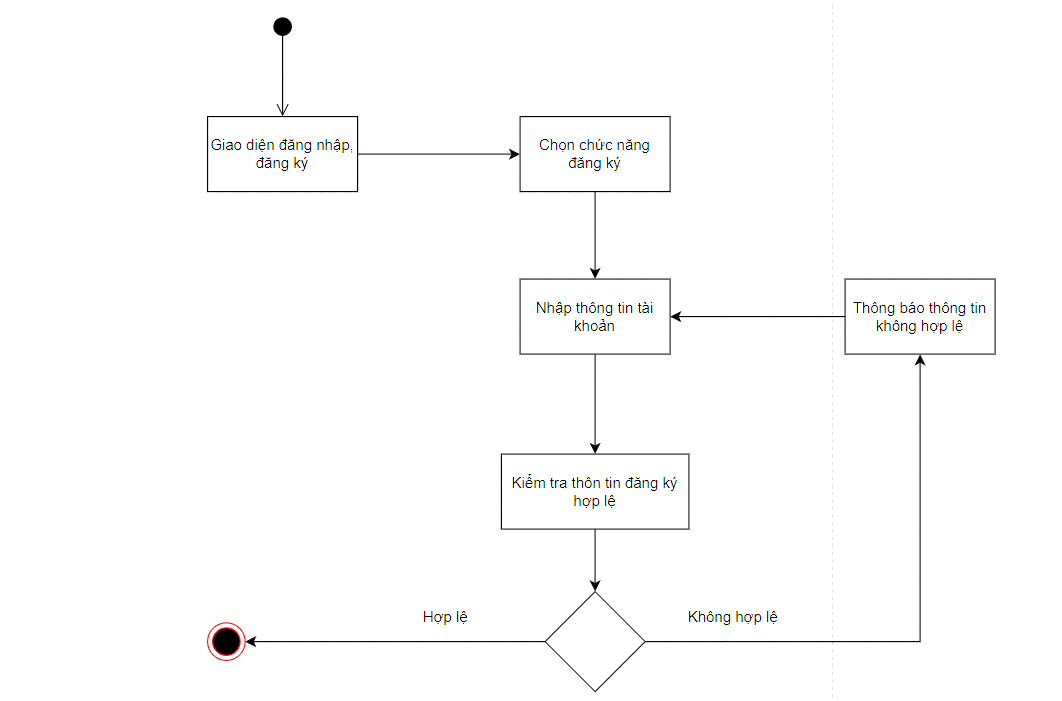 Giao diện đăng nhập,
đăng ký
Chọn chức năng
đăng ký
Nhập thông tin tài
khoản
Thông báo thông tin
không hợp lệ
Kiểm tra thôn tin đăng ký
hợp lệ
Hợp lệ
Không hợp lệ